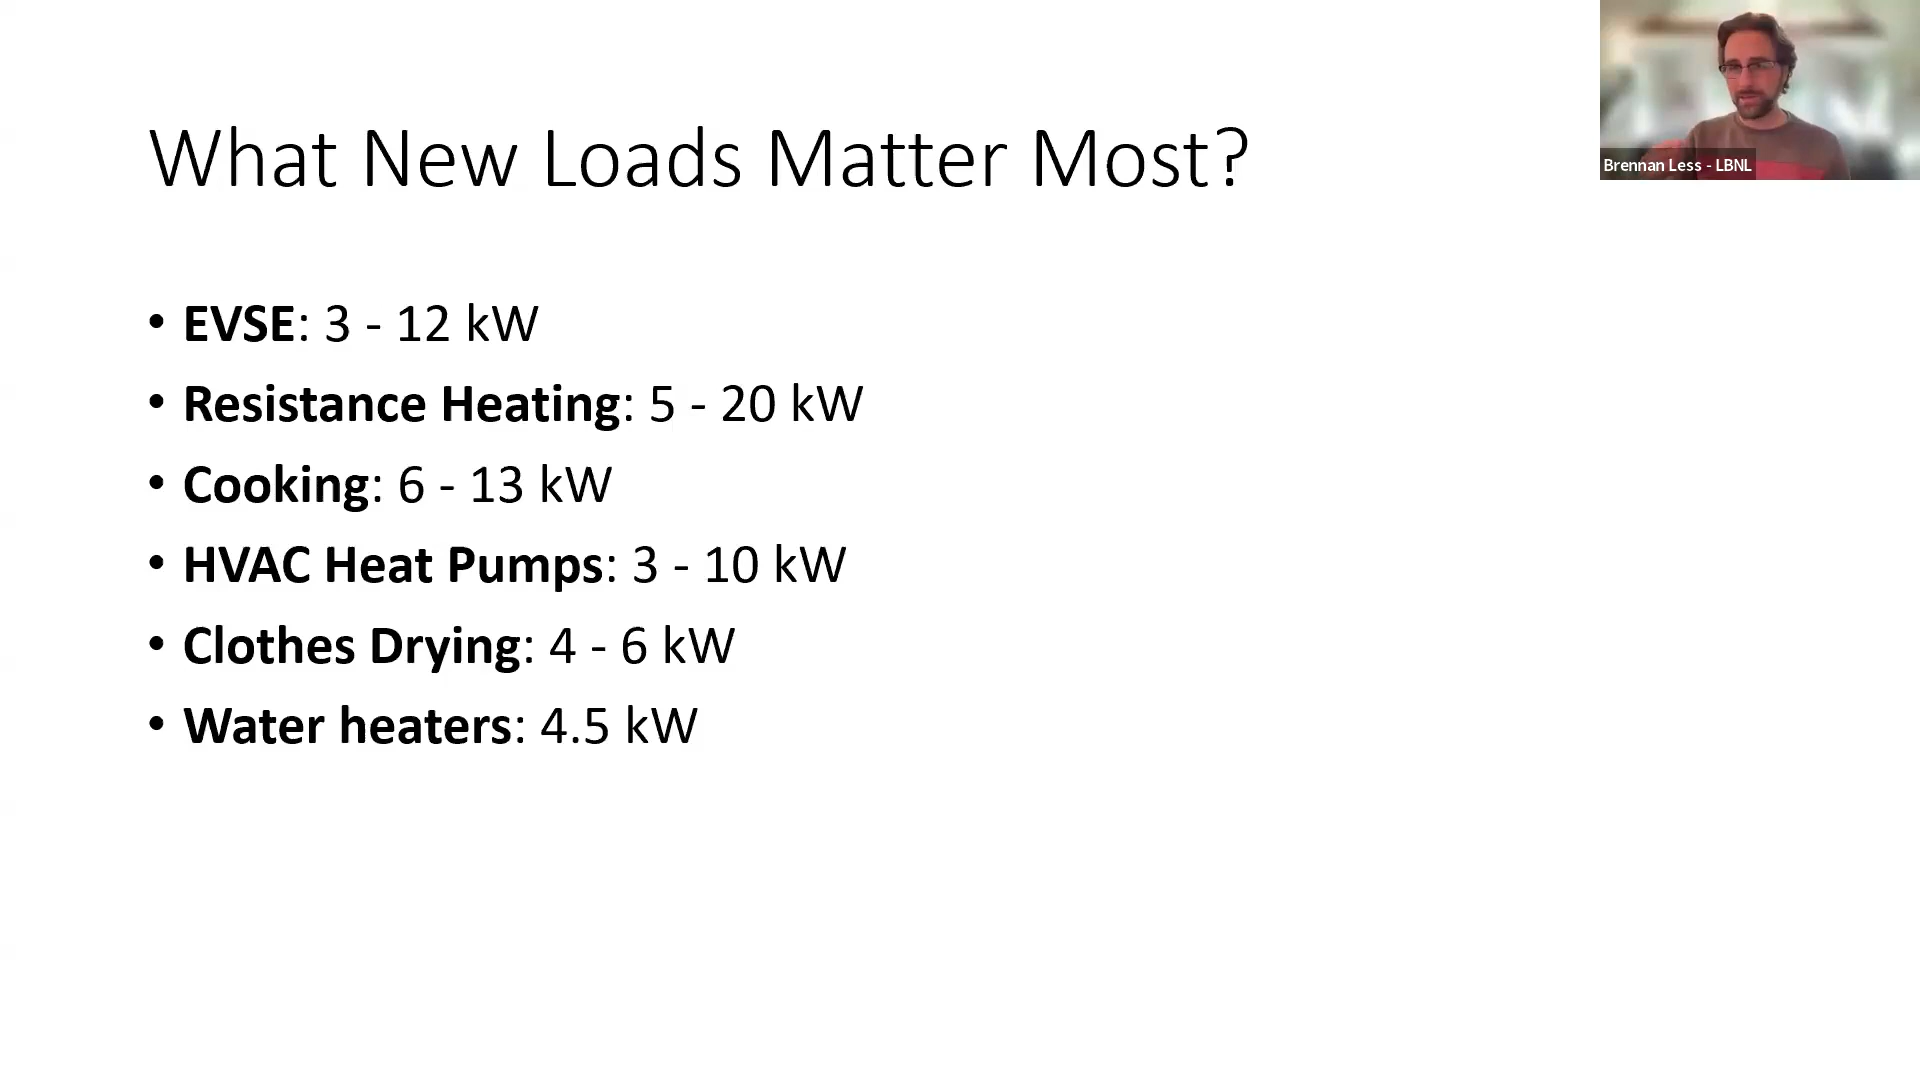 What New Loads Matter Most?
Brennan Less - LBNL
• EVSE: 3 - 12 kW
• Resistance Heating: 5 - 20 kW
• Cooking: 6 - 13 kW
• HVAC Heat Pumps: 3 - 10 kW
• Clothes Drying: 4 - 6 kW
• Water heaters: 4.5 kW